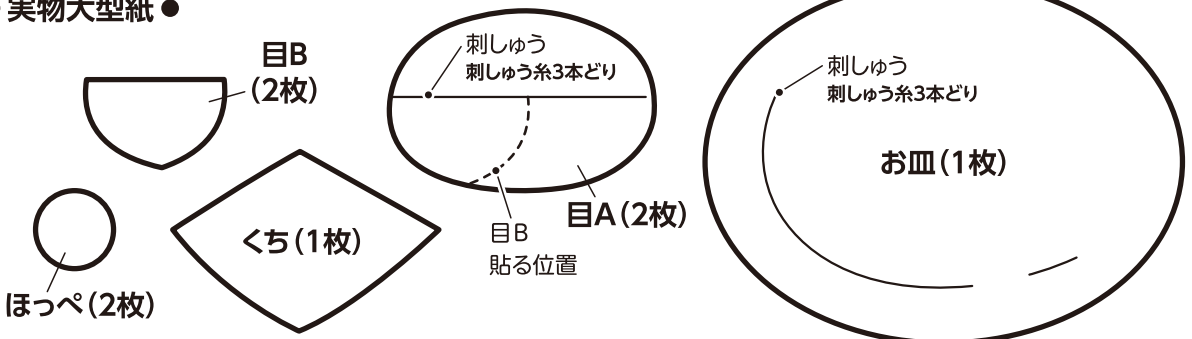 実物大型紙●
目B
(2枚)
刺しゅう
刺しゅう糸3本どり
刺しゅう
刺しゅう糸3本どり
お皿(1枚)
目A(2枚)
くち(1枚)
目B
貼る位置
ほっぺ(2枚)